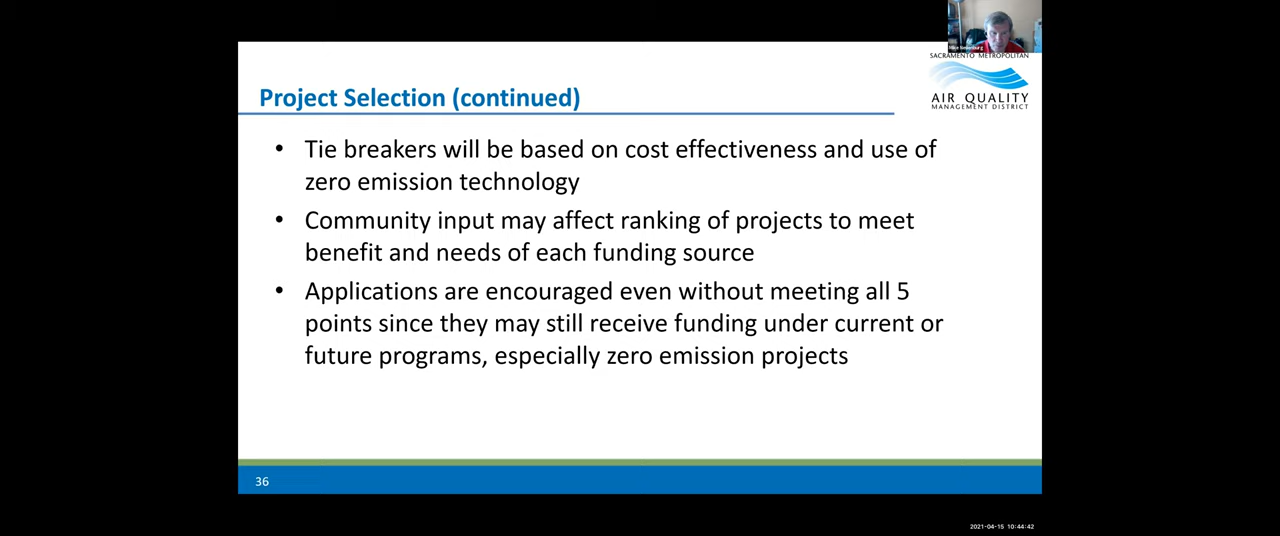 Mike
SACRAMENTO METROPOLITAN
AIR QUALITY
MANAGEMENT DISTRICT
Project Selection (continued)
• Tie breakers will be based on cost effectiveness and use of
zero emission technology
• Community input may affect ranking of projects to meet
benefit and needs of each funding source
• Applications are encouraged even without meeting all 5
points since they may still receive funding under current or
future programs, especially zero emission projects
36
2021-04-15 10:44:42